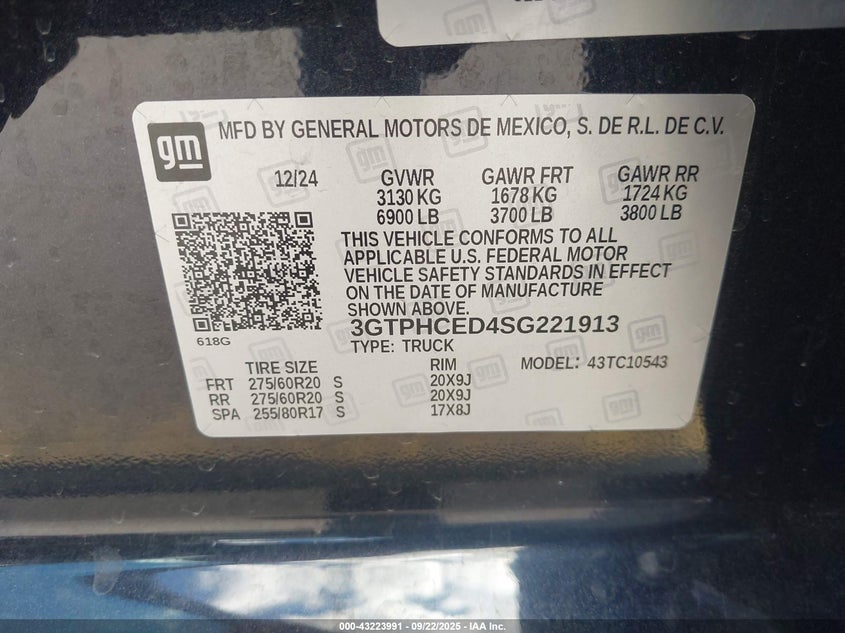 gm
MFD BY GENERAL MOTORS DE MEXICO, S. DE R.L. DE C.V.
12/24 GVWR GAWR FRT GAWR RR
3130 KG 1678 KG 1724 KG
6900 LB 3700 LB 3800 LB
THIS VEHICLE CONFORMS TO ALL
APPLICABLE U.S. FEDERAL MOTOR
VEHICLE SAFETY STANDARDS IN EFFECT
ON THE DATE OF MANUFACTURE
SHOWN ABOVE.
618G
3GTPHCED4SG221913
TYPE: TRUCK
TIRE SIZE RIM MODEL: 43TC10543
FRT 275/60R20 S 20X9J
RR 275/60R20 S 20X9J
SPA 255/80R17 S 17X8J
000-43223991 - 09/22/2025 - IAA Inc.